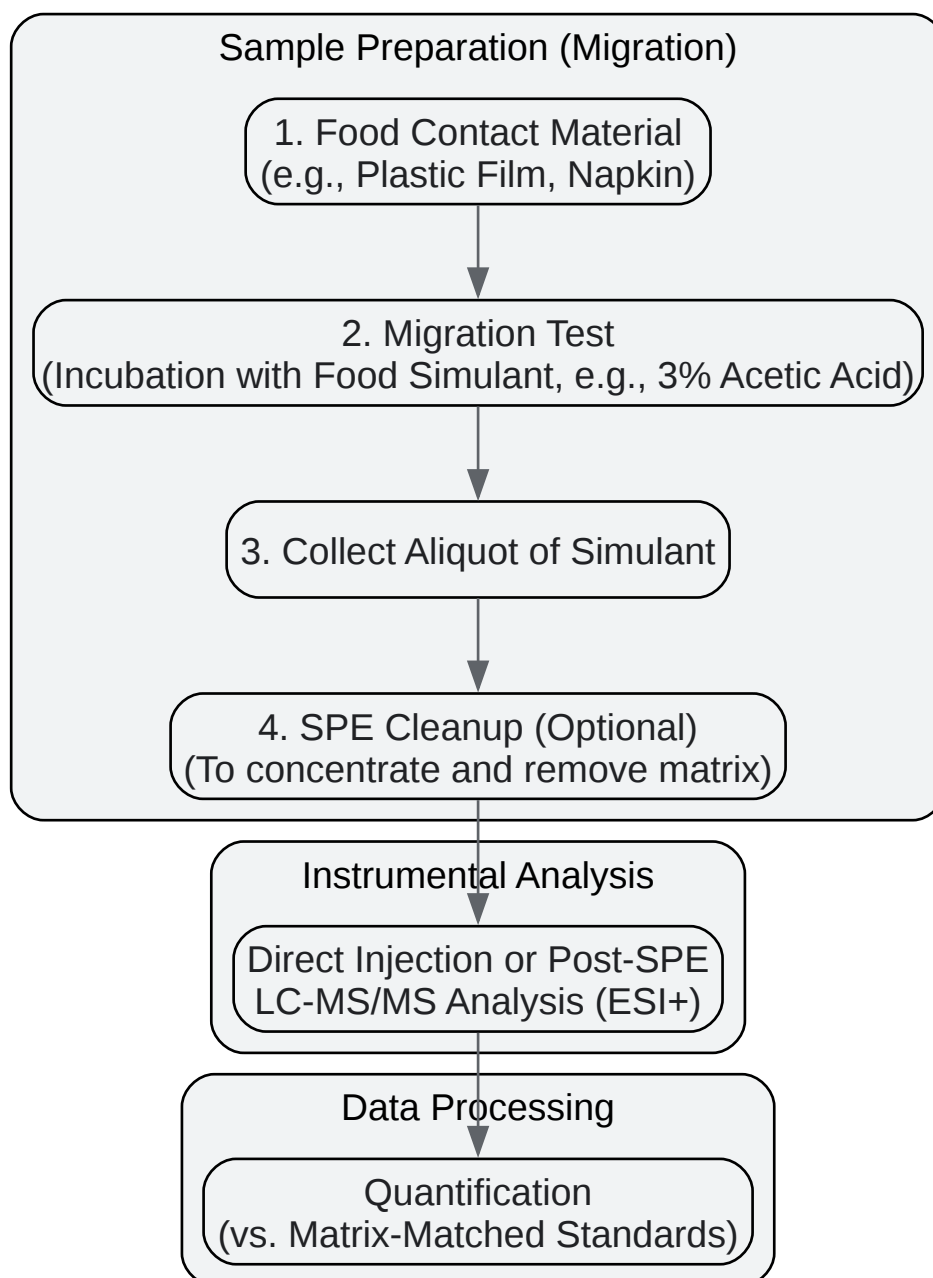 Sample Preparation (Migration)
1. Food Contact Material
(e.g., Plastic Film, Napkin)
2. Migration Test
(Incubation with Food Simulant, e.g., 3% Acetic Acid)
3. Collect Aliquot of Simulant
4. SPE Cleanup (Optional)
(To concentrate and remove matrix)
Instrumental Analysis
Direct Injection or Post-SPE
LC-MS/MS Analysis (ESI+)
Data Processing
Quantification
(vs. Matrix-Matched Standards)